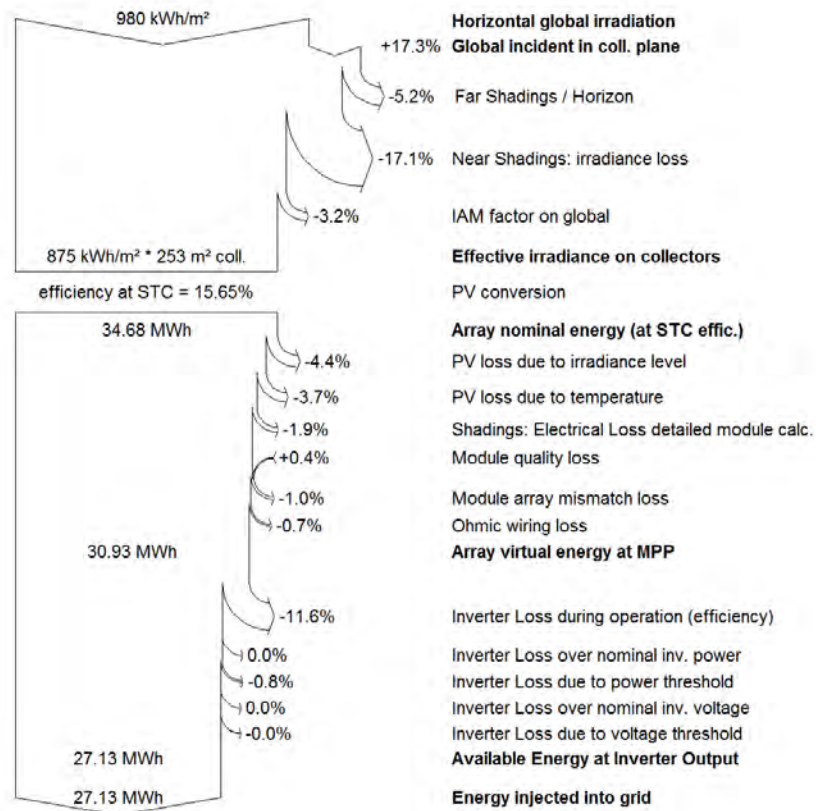 980 kWh/m² Horizontal global irradiation
+17.3% Global incident in coll. plane
-5.2% Far Shadings / Horizon
-17.1% Near Shadings: irradiance loss
-3.2% IAM factor on global
875 kWh/m² * 253 m² coll. Effective irradiance on collectors
efficiency at STC = 15.65% PV conversion
34.68 MWh Array nominal energy (at STC effic.)
-4.4% PV loss due to irradiance level
-3.7% PV loss due to temperature
-1.9% Shadings: Electrical Loss detailed module calc.
+0.4% Module quality loss
-1.0% Module array mismatch loss
-0.7% Ohmic wiring loss
30.93 MWh Array virtual energy at MPP
-11.6% Inverter Loss during operation (efficiency)
0.0% Inverter Loss over nominal inv. power
-0.8% Inverter Loss due to power threshold
0.0% Inverter Loss over nominal inv. voltage
-0.0% Inverter Loss due to voltage threshold
27.13 MWh Available Energy at Inverter Output
27.13 MWh Energy injected into grid